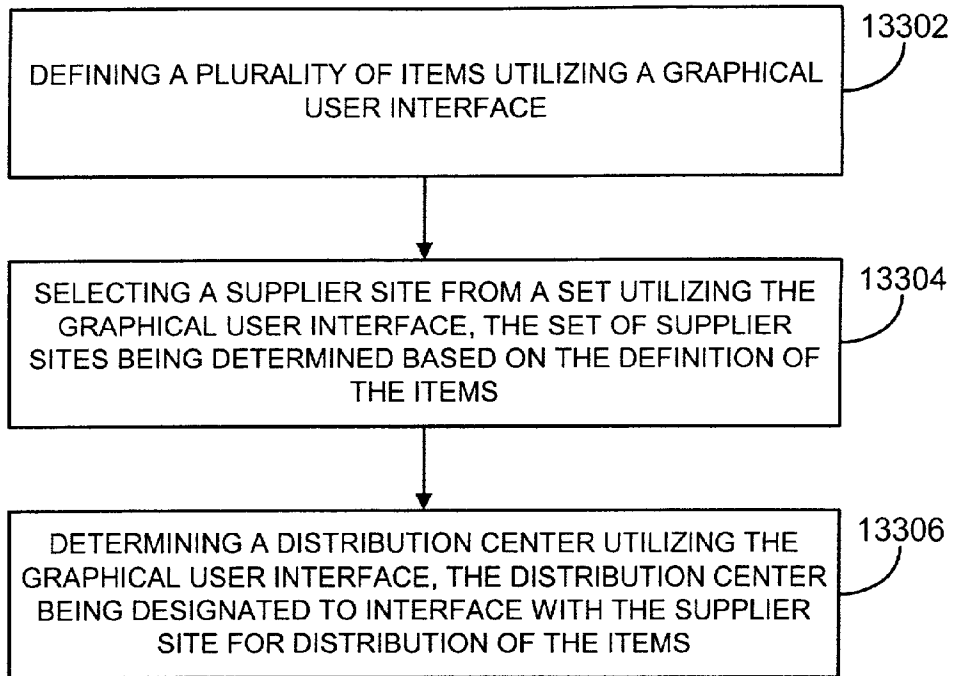 13302
DEFINING A PLURALITY OF ITEMS UTILIZING A GRAPHICAL
USER INTERFACE
13304
SELECTING A SUPPLIER SITE FROM A SET UTILIZING THE
GRAPHICAL USER INTERFACE, THE SET OF SUPPLIER
SITES BEING DETERMINED BASED ON THE DEFINITION OF
THE ITEMS
13306
DETERMINING A DISTRIBUTION CENTER UTILIZING THE
GRAPHICAL USER INTERFACE, THE DISTRIBUTION CENTER
BEING DESIGNATED TO INTERFACE WITH THE SUPPLIER
SITE FOR DISTRIBUTION OF THE ITEMS